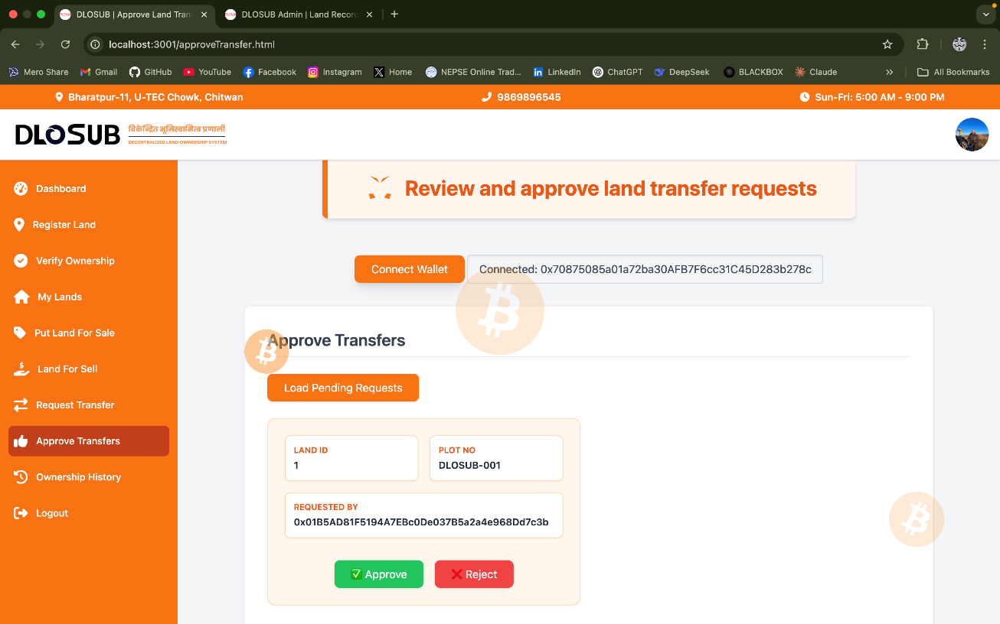 DLOSUB | Approve Land Tran
DLOSUB Admin | Land Record
localhost:3001/approveTransfer.html
Mero Share Gmail GitHub YouTube Facebook Instagram Home NEPSE Online Trad... LinkedIn ChatGPT DeepSeek BLACKBOX Claude » All Bookmarks
Bharatpur-11, U-TEC Chowk, Chitwan 9869896545 Sun-Fri: 5:00 AM - 9:00 PM
DLOSUB
विकेन्द्रित भूमिस्वामित्व प्रणाली
DECENTRALIZED LAND OWNERSHIP SYSTEM
Dashboard
Register Land
Verify Ownership
My Lands
Put Land For Sale
Land For Sell
Request Transfer
Approve Transfers
Ownership History
Logout
Review and approve land transfer requests
Connect Wallet
Connected: 0x70875085a01a72ba30AFB7F6cc31C45D283b278c
Approve Transfers
Load Pending Requests
LAND ID
1
PLOT NO
DLOSUB-001
REQUESTED BY
0x01B5AD81F5194A7EBc0De037B5a2a4e968Dd7c3b
✅ Approve
❌ Reject